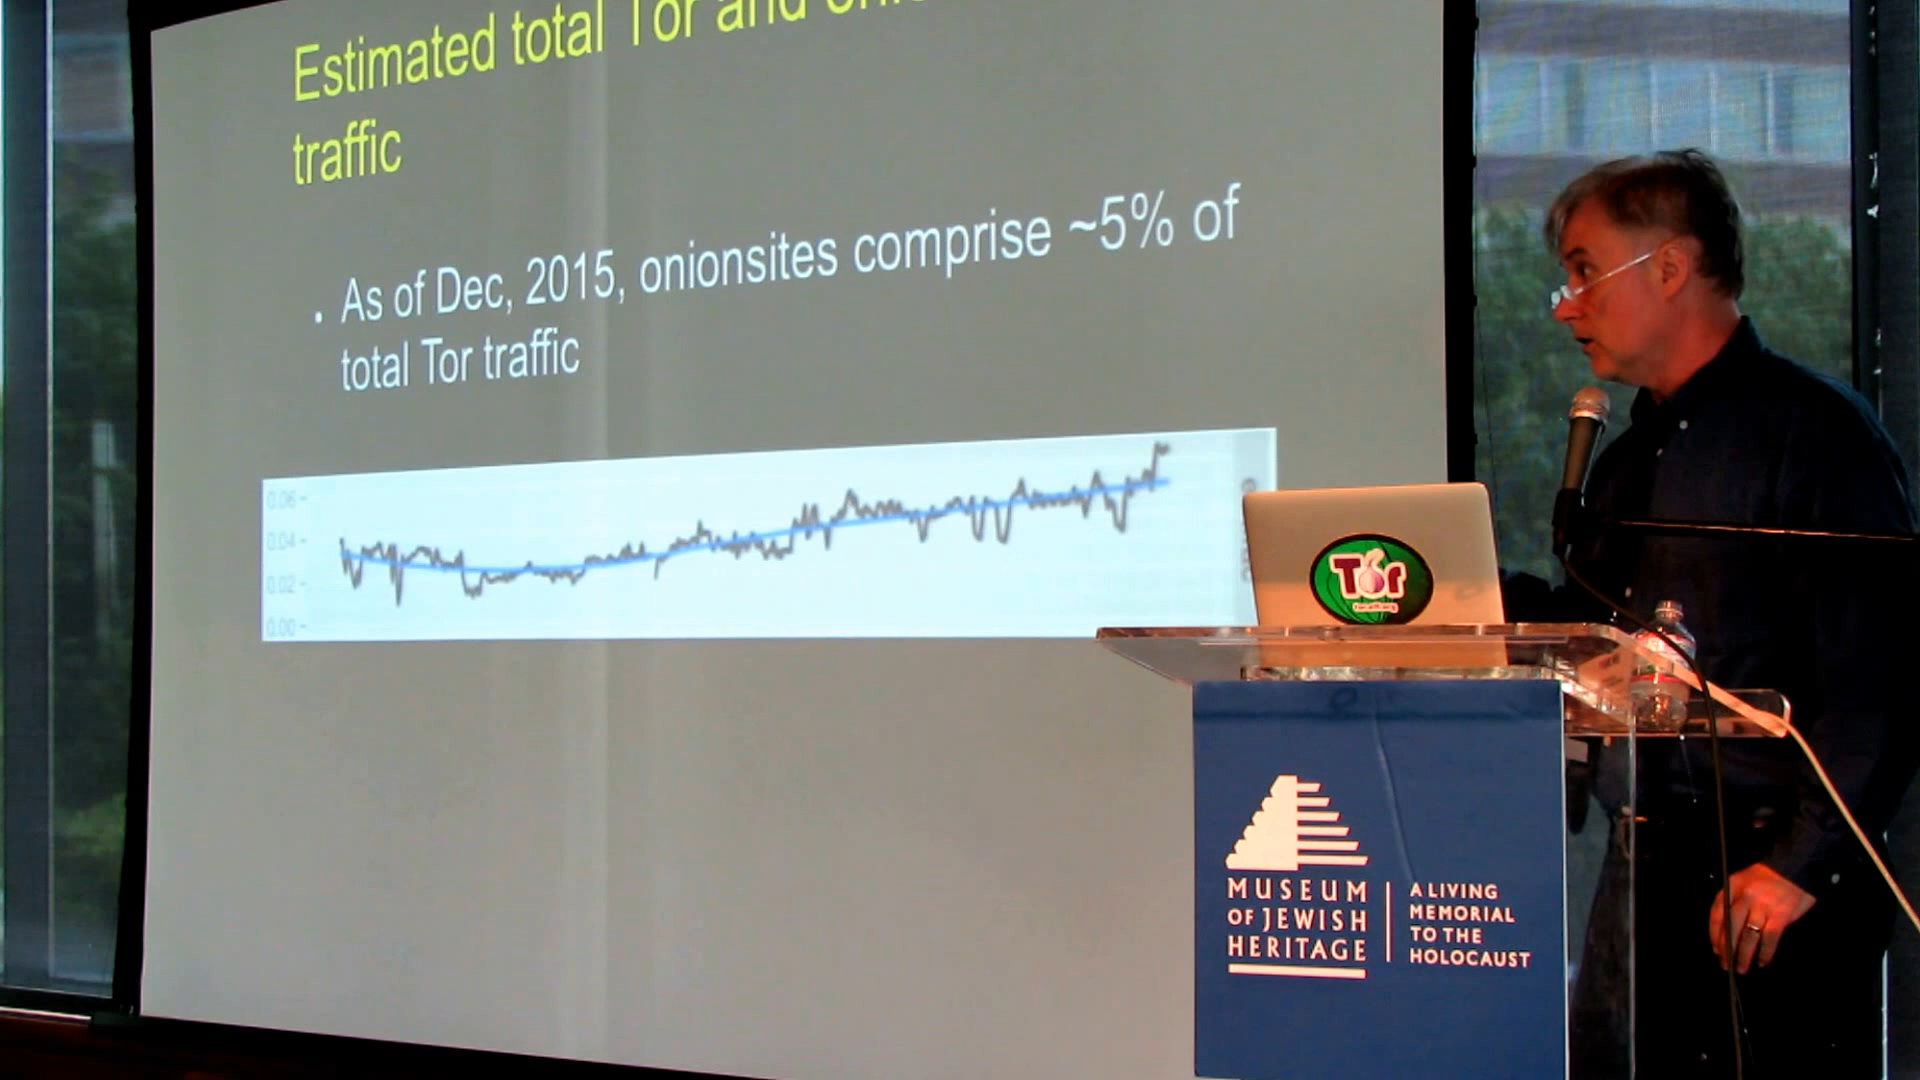 Estimated total Tor and
traffic
. As of Dec, 2015, onionsites comprise ~5% of
total Tor traffic
0.06
0.04
0.02
0.00
Tor
MUSEUM
OF JEWISH
HERITAGE
A LIVING
MEMORIAL
TO THE
HOLOCAUST